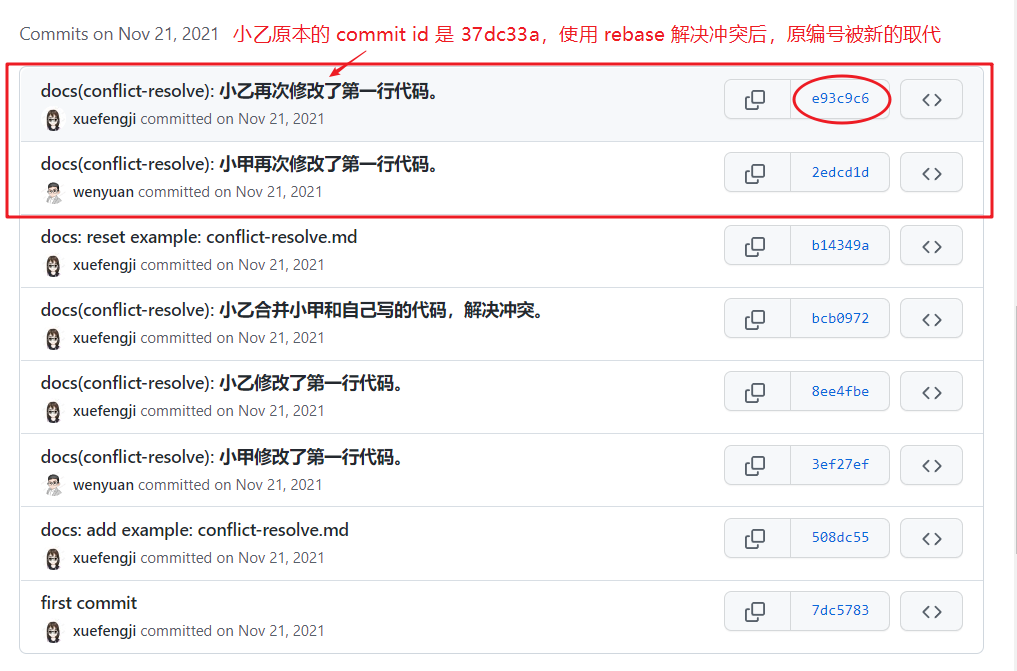 Commits on Nov 21, 2021 小乙原本的 commit id 是 37dc33a，使用 rebase 解决冲突后，原编号被新的取代
docs(conflict-resolve): 小乙再次修改了第一行代码。
xuefengji committed on Nov 21, 2021
e93c9c6
docs(conflict-resolve): 小甲再次修改了第一行代码。
wenyuan committed on Nov 21, 2021
2edcd1d
docs: reset example: conflict-resolve.md
xuefengji committed on Nov 21, 2021
b14349a
docs(conflict-resolve): 小乙合并小甲和自己写的代码，解决冲突。
xuefengji committed on Nov 21, 2021
bcb0972
docs(conflict-resolve): 小乙修改了第一行代码。
xuefengji committed on Nov 21, 2021
8ee4fbe
docs(conflict-resolve): 小甲修改了第一行代码。
wenyuan committed on Nov 21, 2021
3ef27ef
docs: add example: conflict-resolve.md
xuefengji committed on Nov 21, 2021
508dc55
first commit
xuefengji committed on Nov 21, 2021
7dc5783